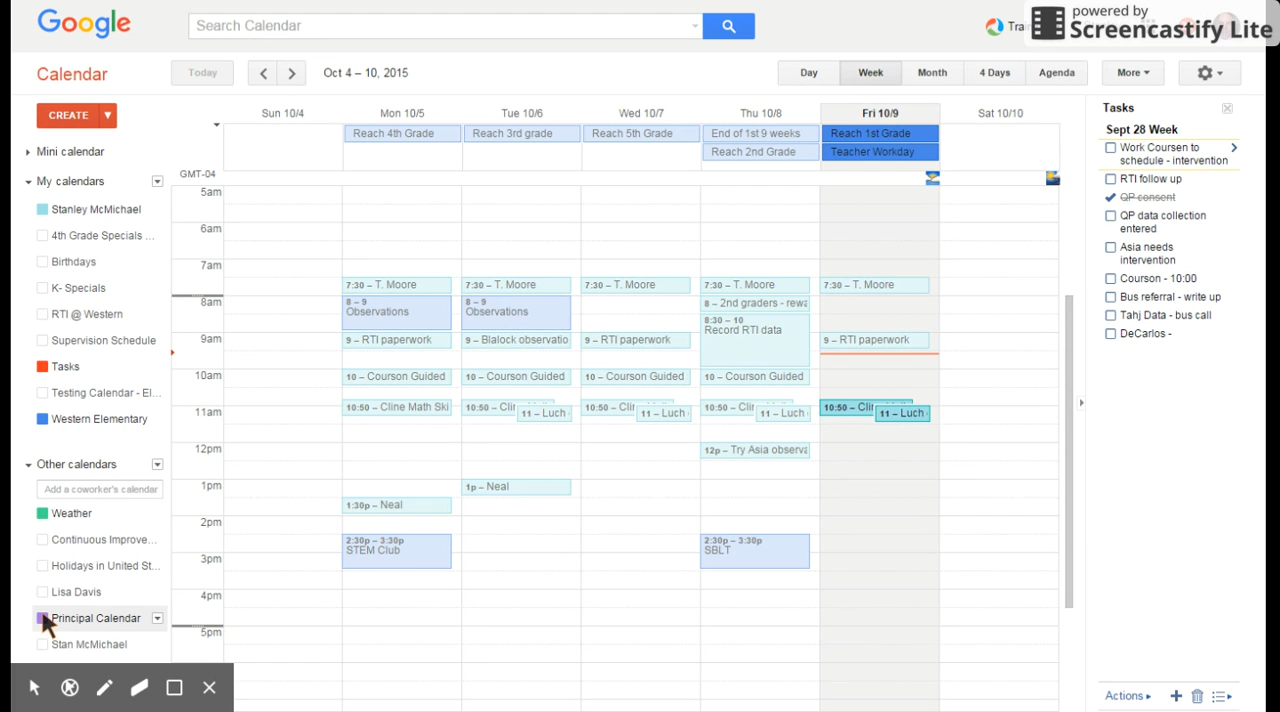 powered by
Screencastify Lite
Google
Search Calendar
Calendar
Today
Oct 4 – 10, 2015
Day
Week
Month
4 Days
Agenda
More
CREATE
Mini calendar
My calendars
Stanley McMichael
4th Grade Specials ...
Birthdays
K- Specials
RTI @ Western
Supervision Schedule
Tasks
Testing Calendar - El...
Western Elementary
Other calendars
Add a coworker's calendar
Weather
Continuous Improve...
Holidays in United St...
Lisa Davis
Principal Calendar
Stan McMichael
Sun 10/4
Mon 10/5
Tue 10/6
Wed 10/7
Thu 10/8
Fri 10/9
Sat 10/10
Reach 4th Grade
Reach 3rd grade
Reach 5th Grade
End of 1st 9 weeks
Reach 1st Grade
Reach 2nd Grade
Teacher Workday
GMT-04
5am
6am
7am
7:30 – T. Moore
7:30 – T. Moore
7:30 – T. Moore
7:30 – T. Moore
7:30 – T. Moore
8am
8 – 9
Observations
8 – 9
Observations
8 – 2nd graders - rewa
8:30 – 10
Record RTI data
9am
9 – RTI paperwork
9 – Blalock observatio
9 – RTI paperwork
9 – RTI paperwork
10am
10 – Courson Guided
10 – Courson Guided
10 – Courson Guided
10 – Courson Guided
11am
10:50 – Cline Math Ski
10:50 – Clin
11 – Luch
10:50 – Clin
11 – Luch
10:50 – Clin
11 – Luch
10:50 – Clin
11 – Luch
12pm
12p – Try Asia observa
1pm
1p – Neal
1:30p – Neal
2pm
2:30p – 3:30p
STEM Club
2:30p – 3:30p
SBLT
3pm
4pm
5pm
Tasks
Sept 28 Week
Work Coursen to
schedule - intervention
RTI follow up
QP consent
QP data collection
entered
Asia needs
intervention
Courson - 10:00
Bus referral - write up
Tahj Data - bus call
DeCarlos -
Actions